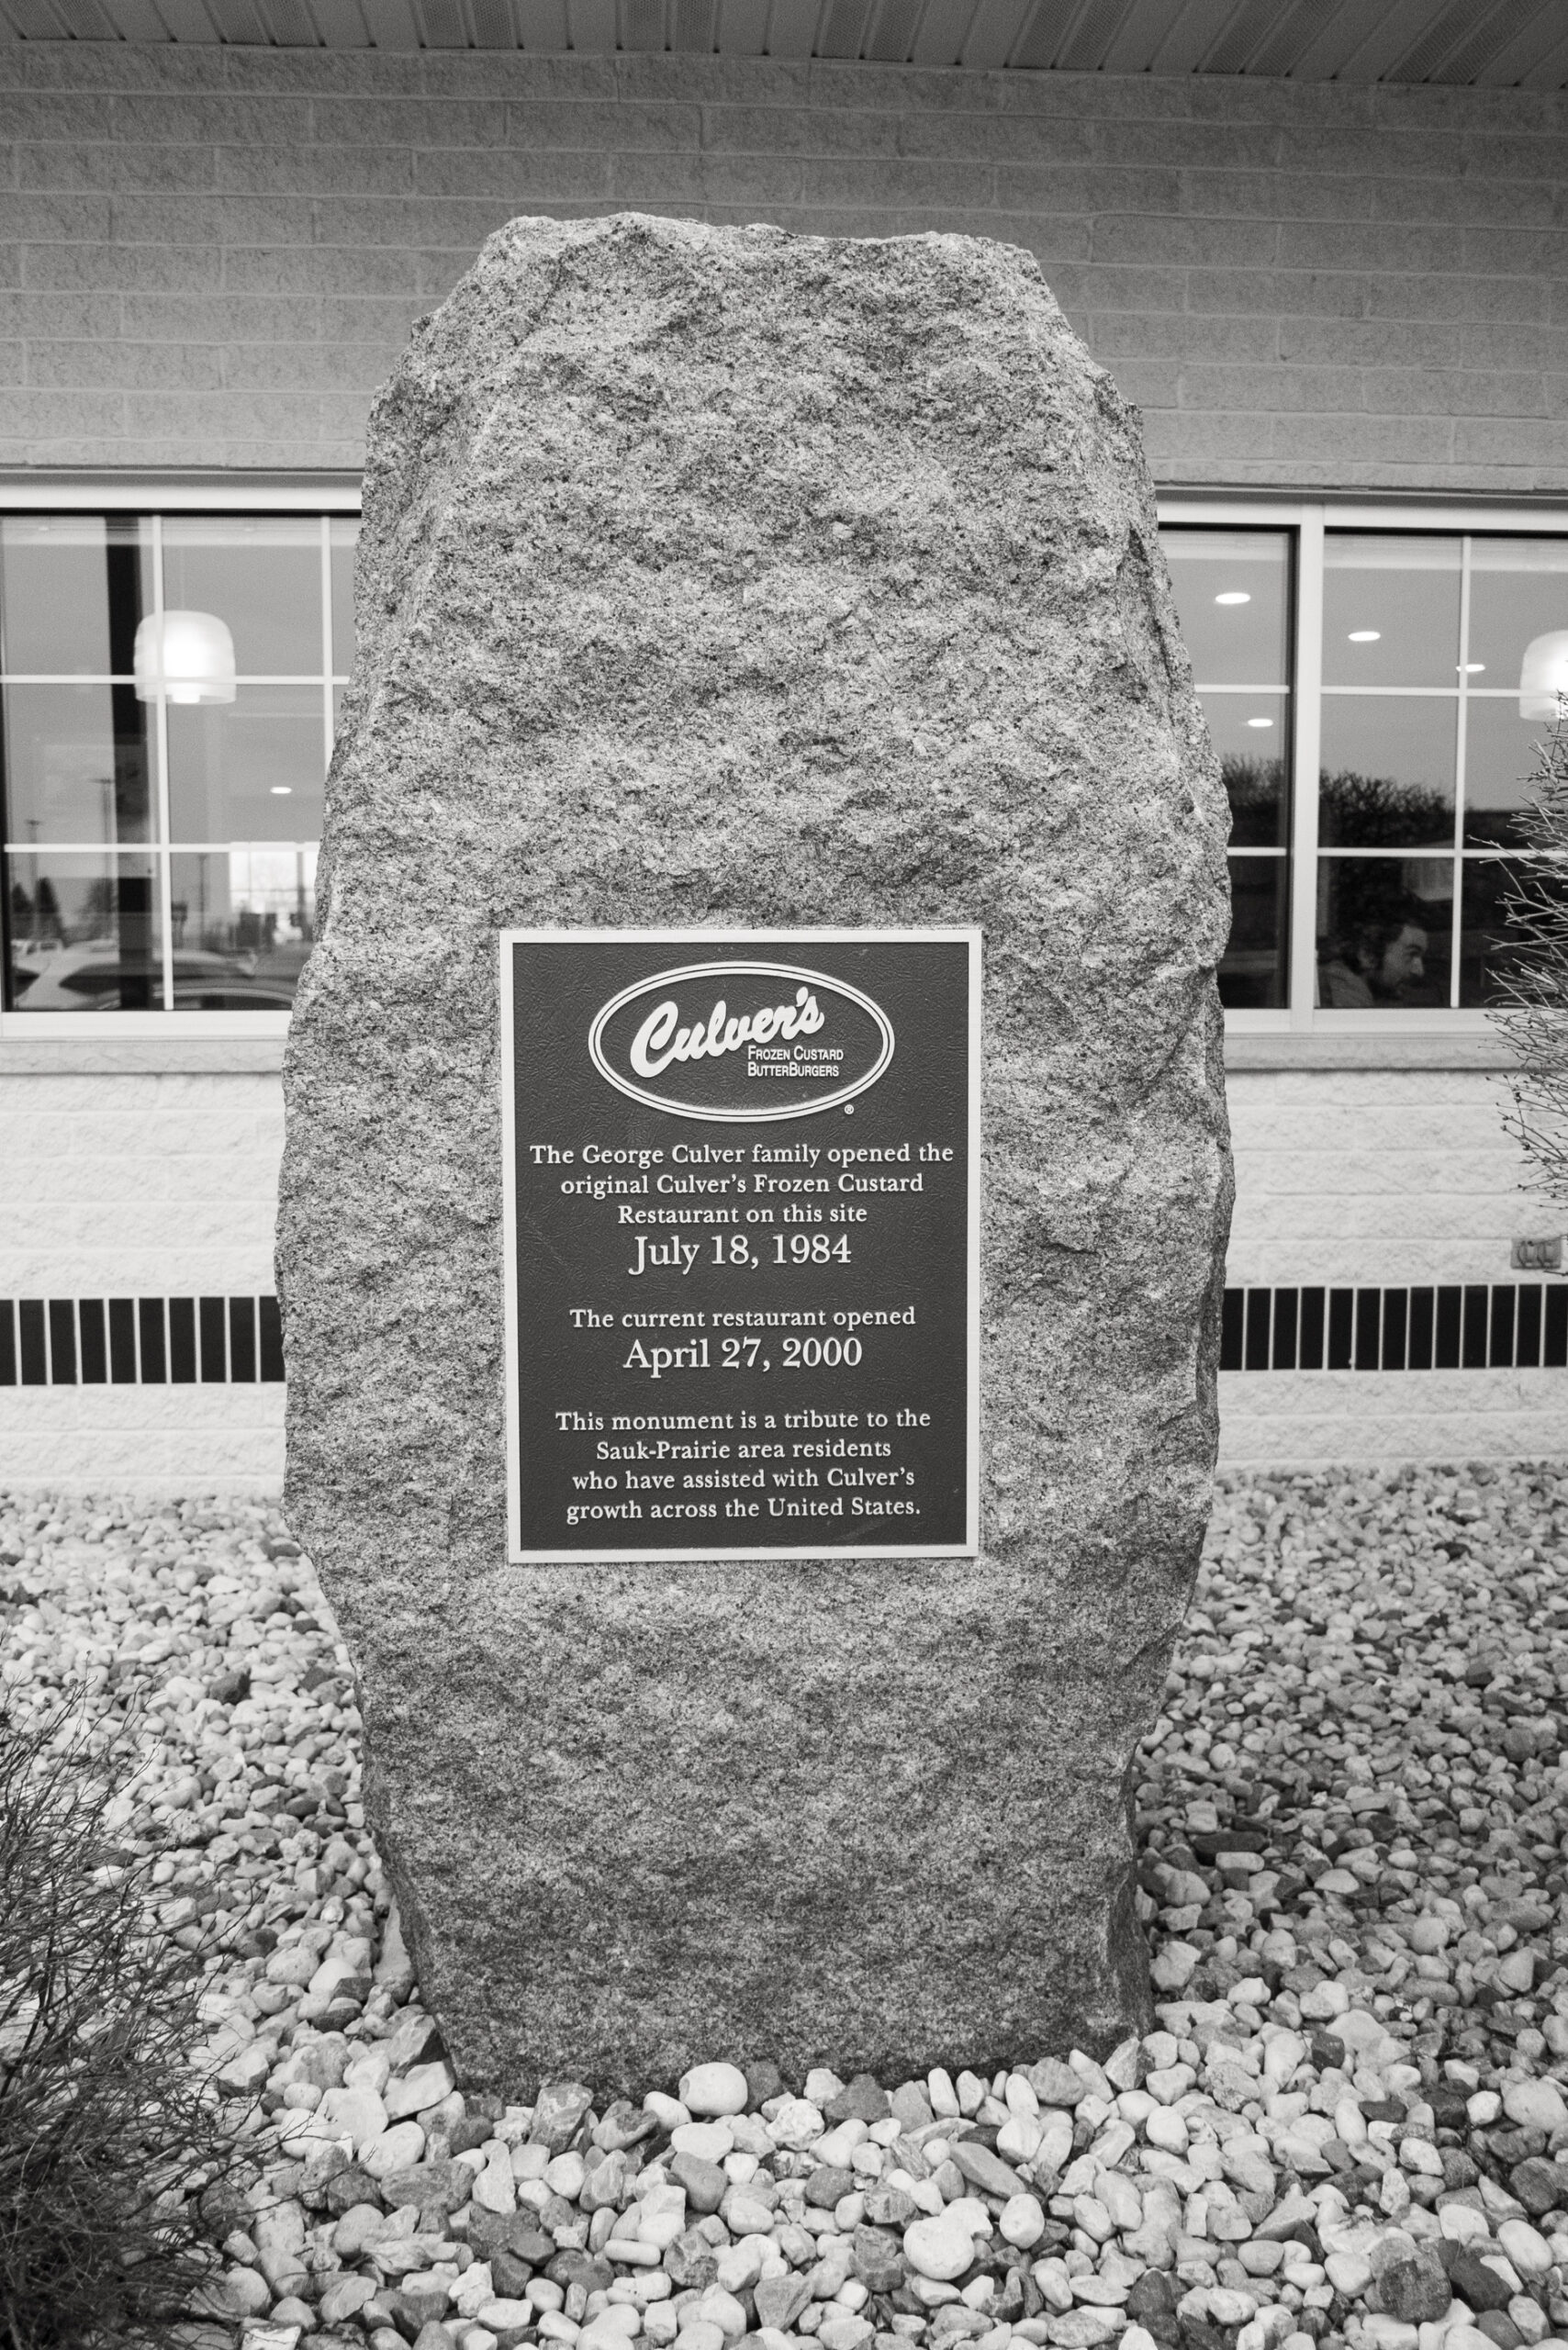 Culver's
Frozen Custard
ButterBurgers
®
The George Culver family opened the
original Culver's Frozen Custard
Restaurant on this site
July 18, 1984
The current restaurant opened
April 27, 2000
This monument is a tribute to the
Sauk-Prairie area residents
who have assisted with Culver's
growth across the United States.